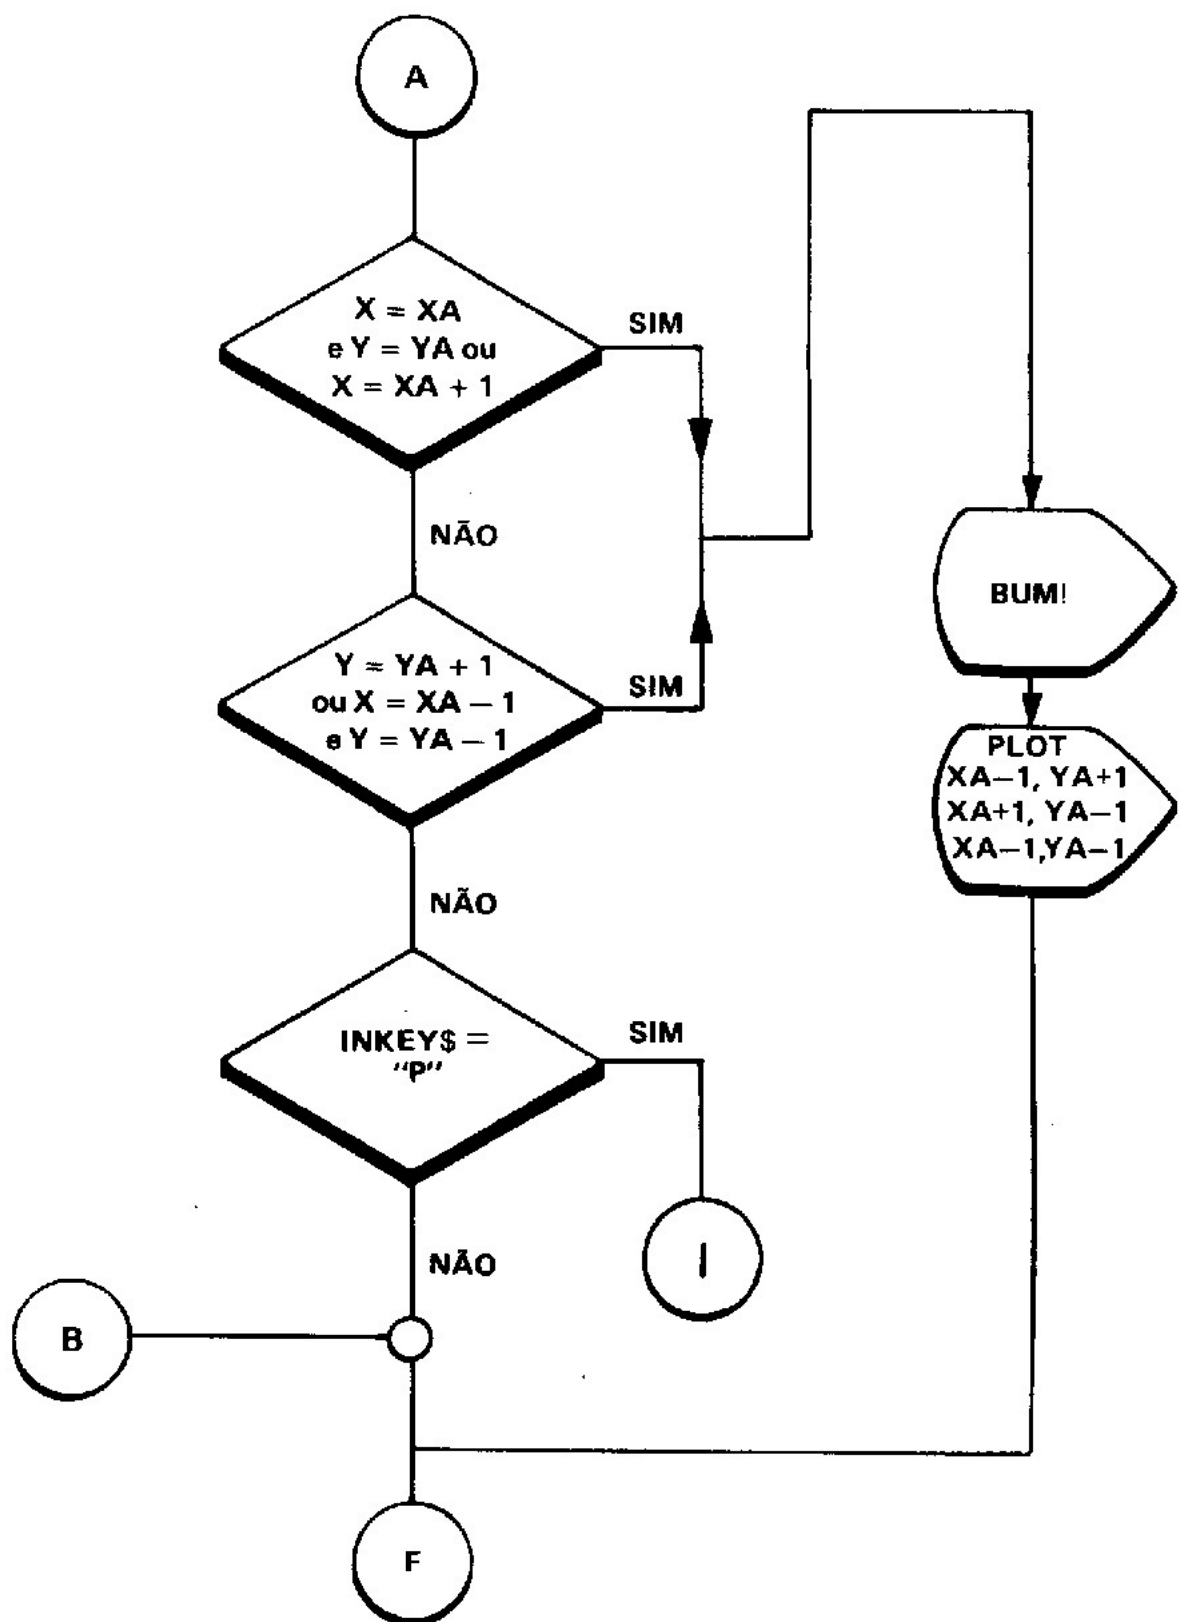 A
X = XA
e Y = YA ou
X = XA + 1
SIM
NÃO
Y = YA + 1
ou X = XA − 1
e Y = YA − 1
SIM
BUM!
PLOT
XA−1, YA+1
XA+1, YA−1
XA−1,YA−1
NÃO
INKEY$ =
"P"
SIM
I
NÃO
B
F